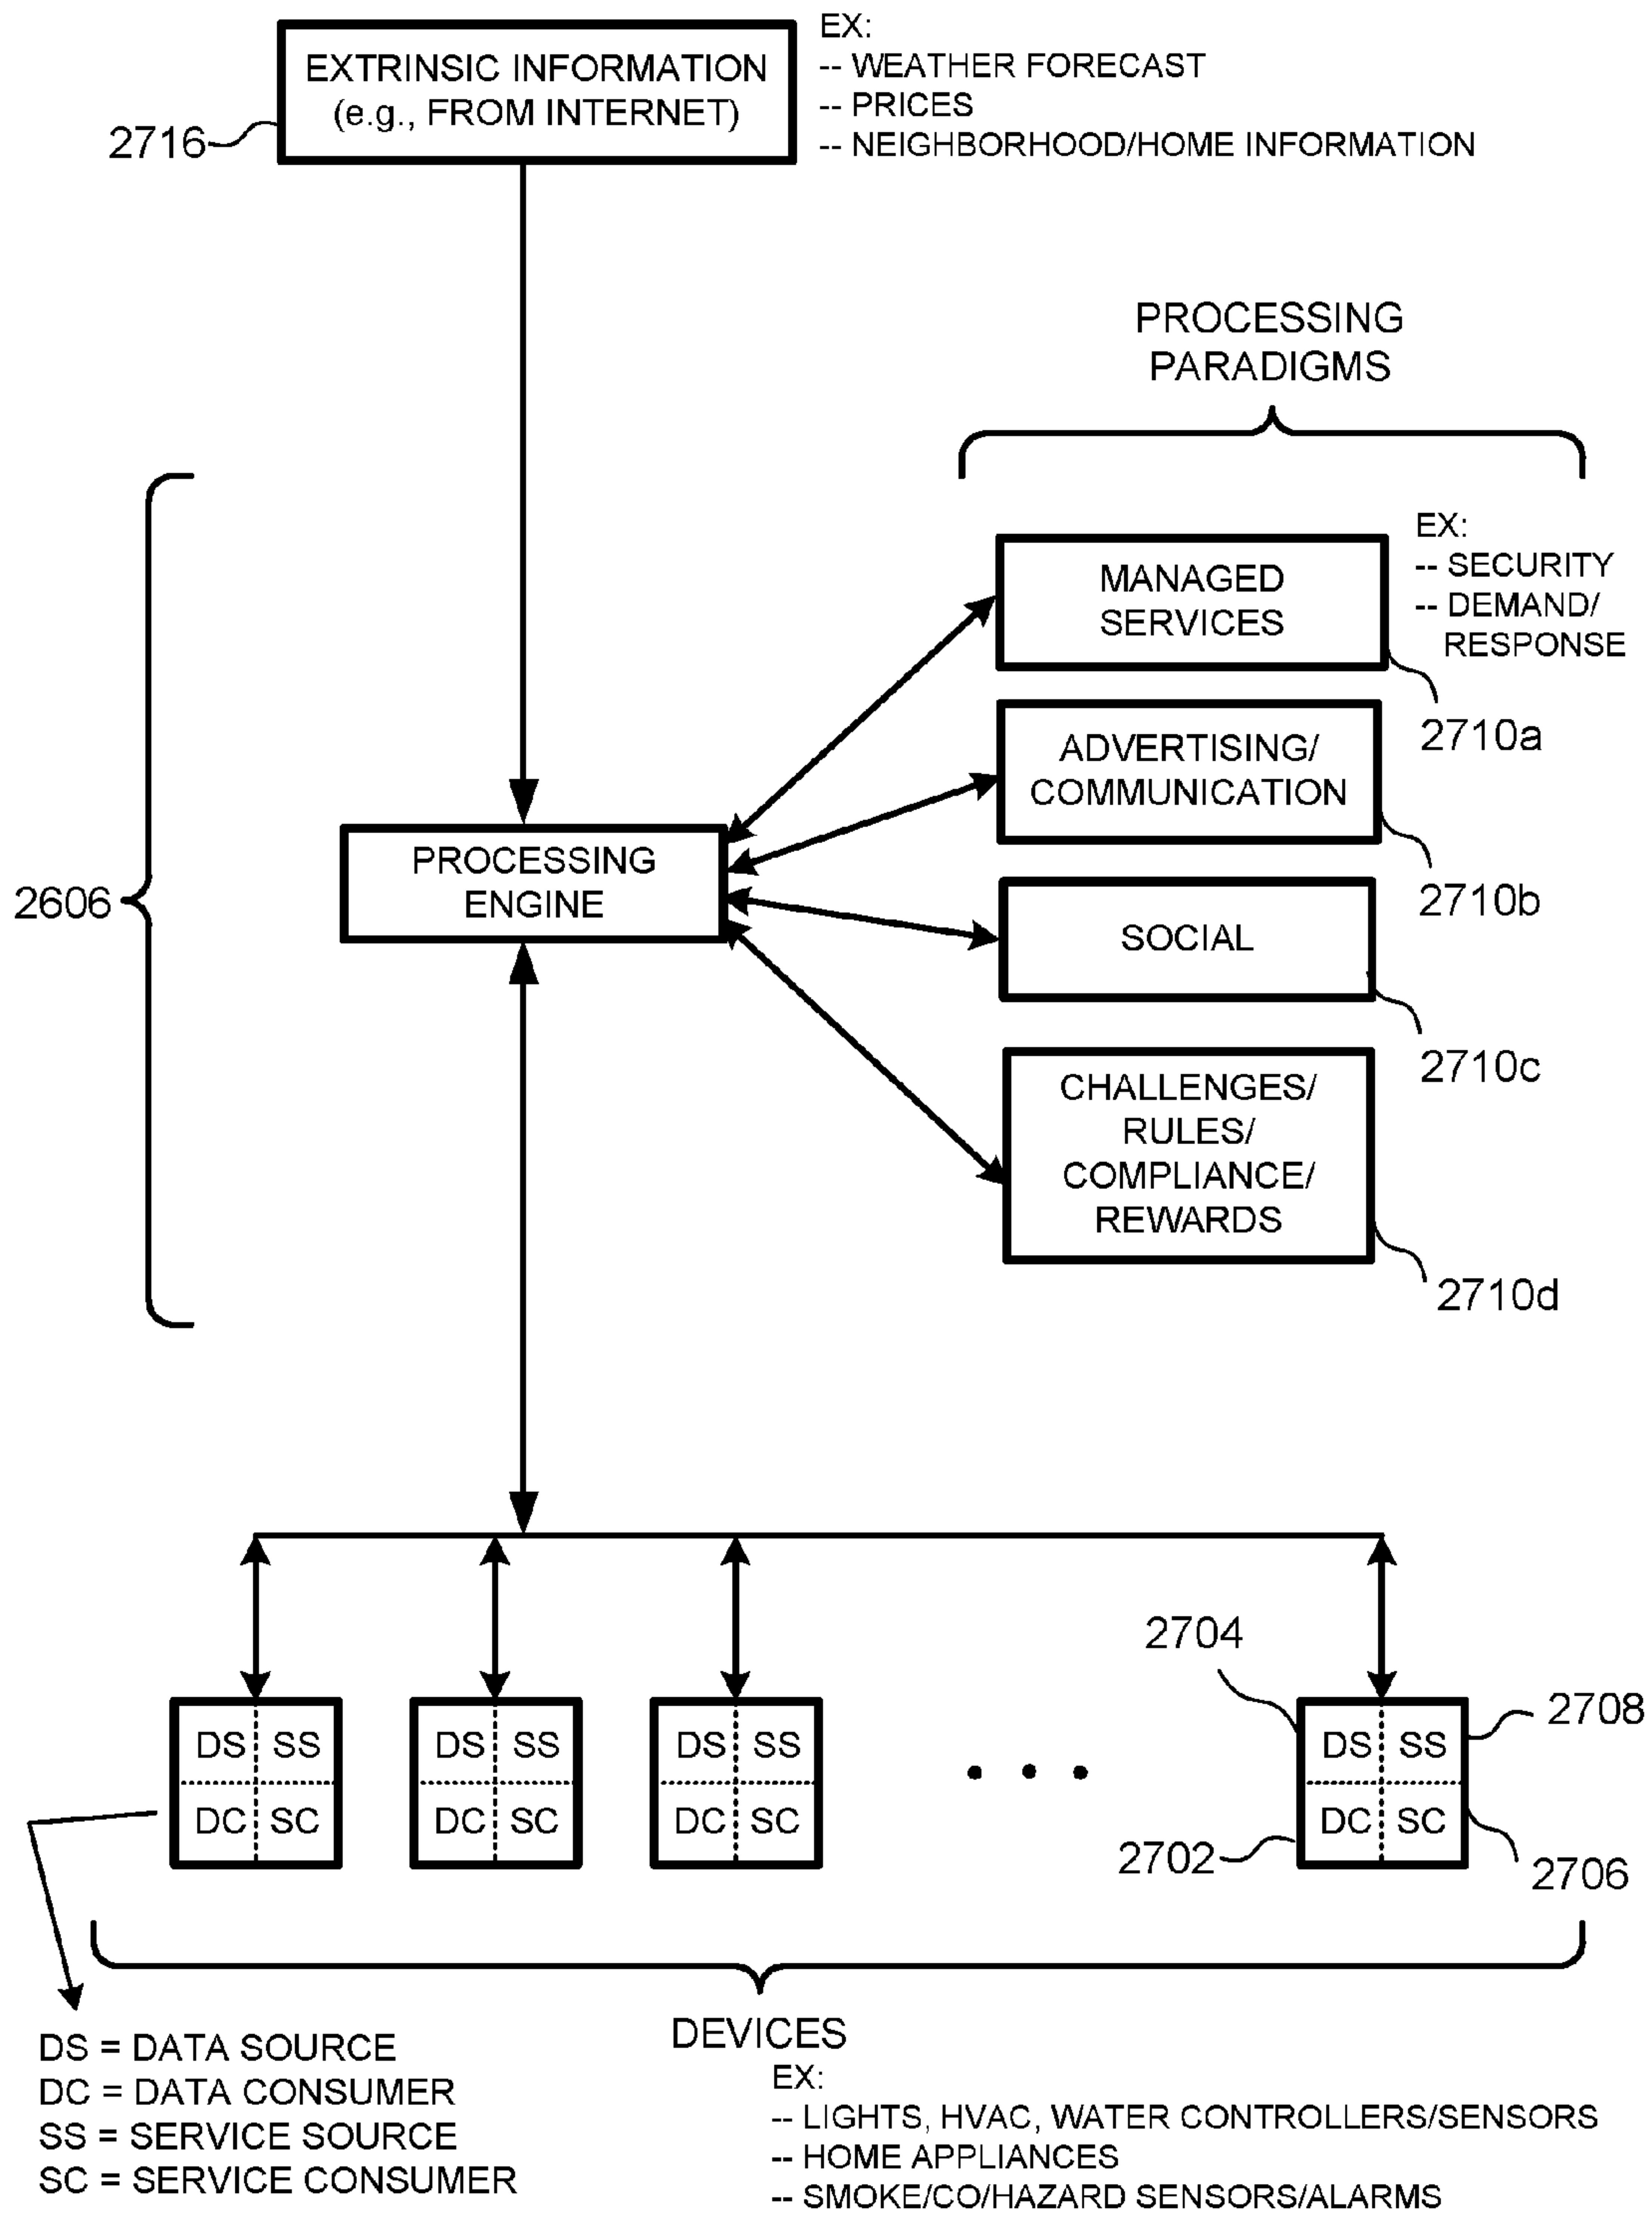 EXTRINSIC INFORMATION
(e.g., FROM INTERNET)
2716
EX:
-- WEATHER FORECAST
-- PRICES
-- NEIGHBORHOOD/HOME INFORMATION
PROCESSING
PARADIGMS
2606
PROCESSING
ENGINE
MANAGED
SERVICES
EX:
-- SECURITY
-- DEMAND/
RESPONSE
2710a
ADVERTISING/
COMMUNICATION
2710b
SOCIAL
2710c
CHALLENGES/
RULES/
COMPLIANCE/
REWARDS
2710d
DS SS
DC SC
DS SS
DC SC
DS SS
DC SC
2704
2708
DS SS
DC SC
2702
2706
DS = DATA SOURCE
DC = DATA CONSUMER
SS = SERVICE SOURCE
SC = SERVICE CONSUMER
DEVICES
EX:
-- LIGHTS, HVAC, WATER CONTROLLERS/SENSORS
-- HOME APPLIANCES
-- SMOKE/CO/HAZARD SENSORS/ALARMS